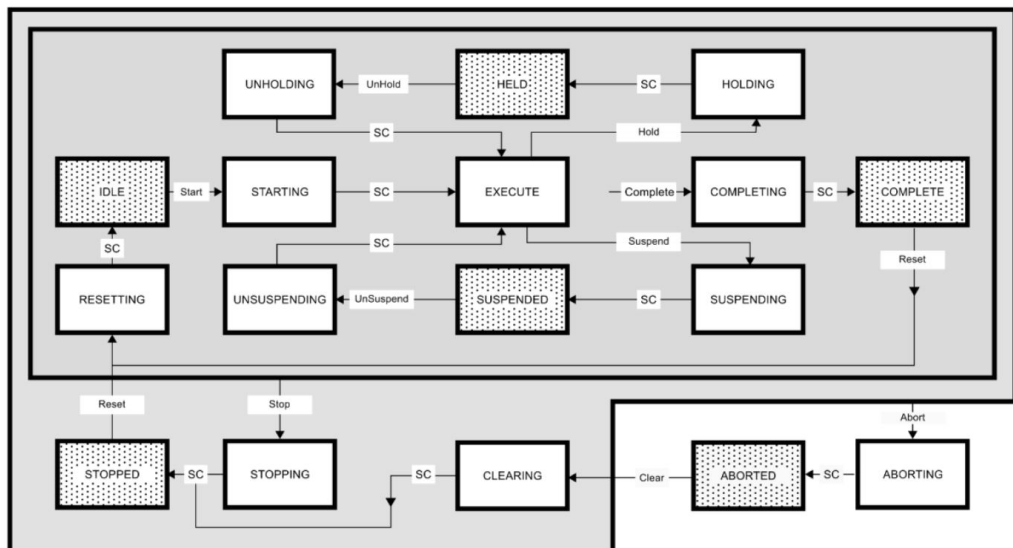 UNHOLDING
UnHold
HELD
SC
HOLDING
SC
Hold
IDLE
Start
STARTING
SC
EXECUTE
Complete
COMPLETING
SC
COMPLETE
SC
SC
Suspend
Reset
RESETTING
UNSUSPENDING
UnSuspend
SUSPENDED
SC
SUSPENDING
Reset
Stop
Abort
STOPPED
SC
STOPPING
SC
CLEARING
Clear
ABORTED
SC
ABORTING